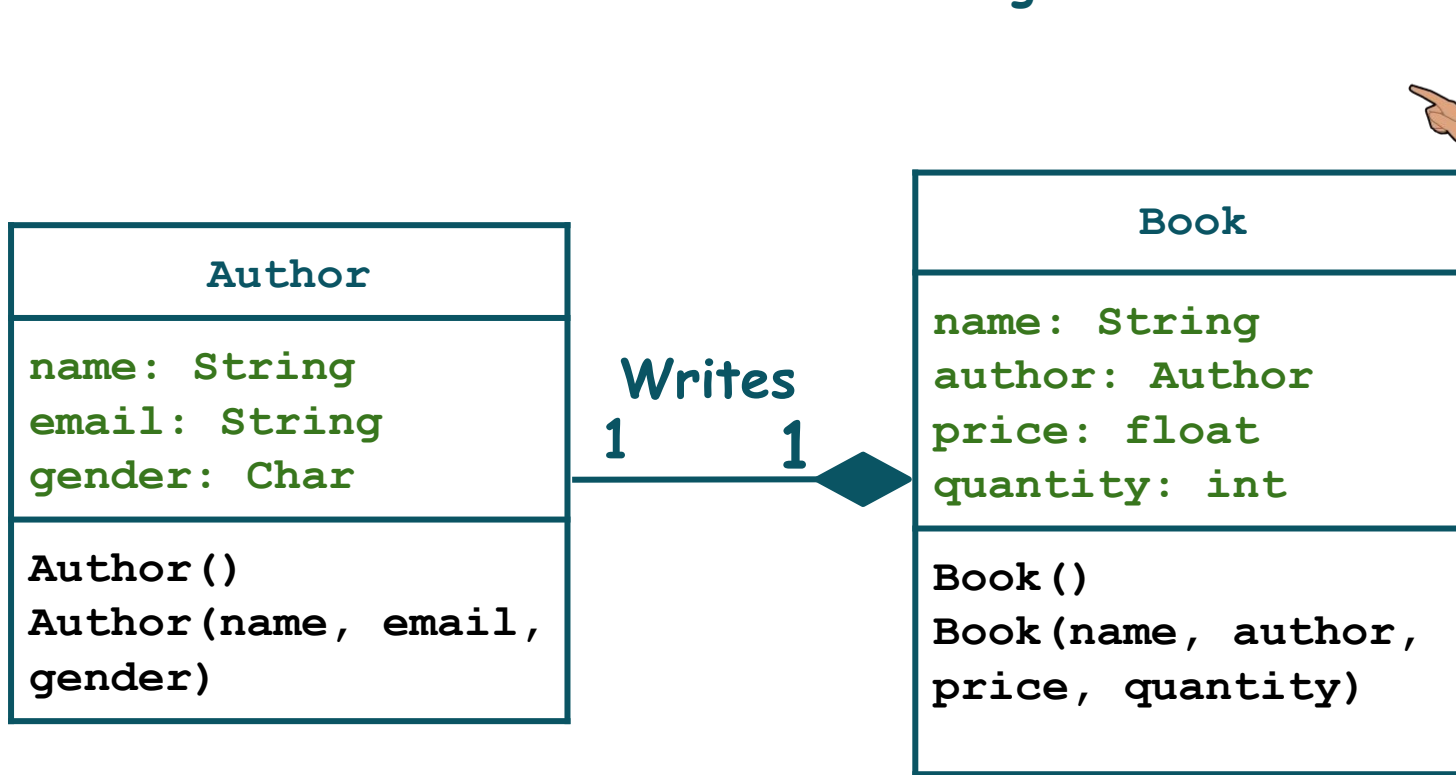 Author
name: String
email: String
gender: Char
Author()
Author(name, email,
gender)
Writes
1 1
Book
name: String
author: Author
price: float
quantity: int
Book()
Book(name, author,
price, quantity)